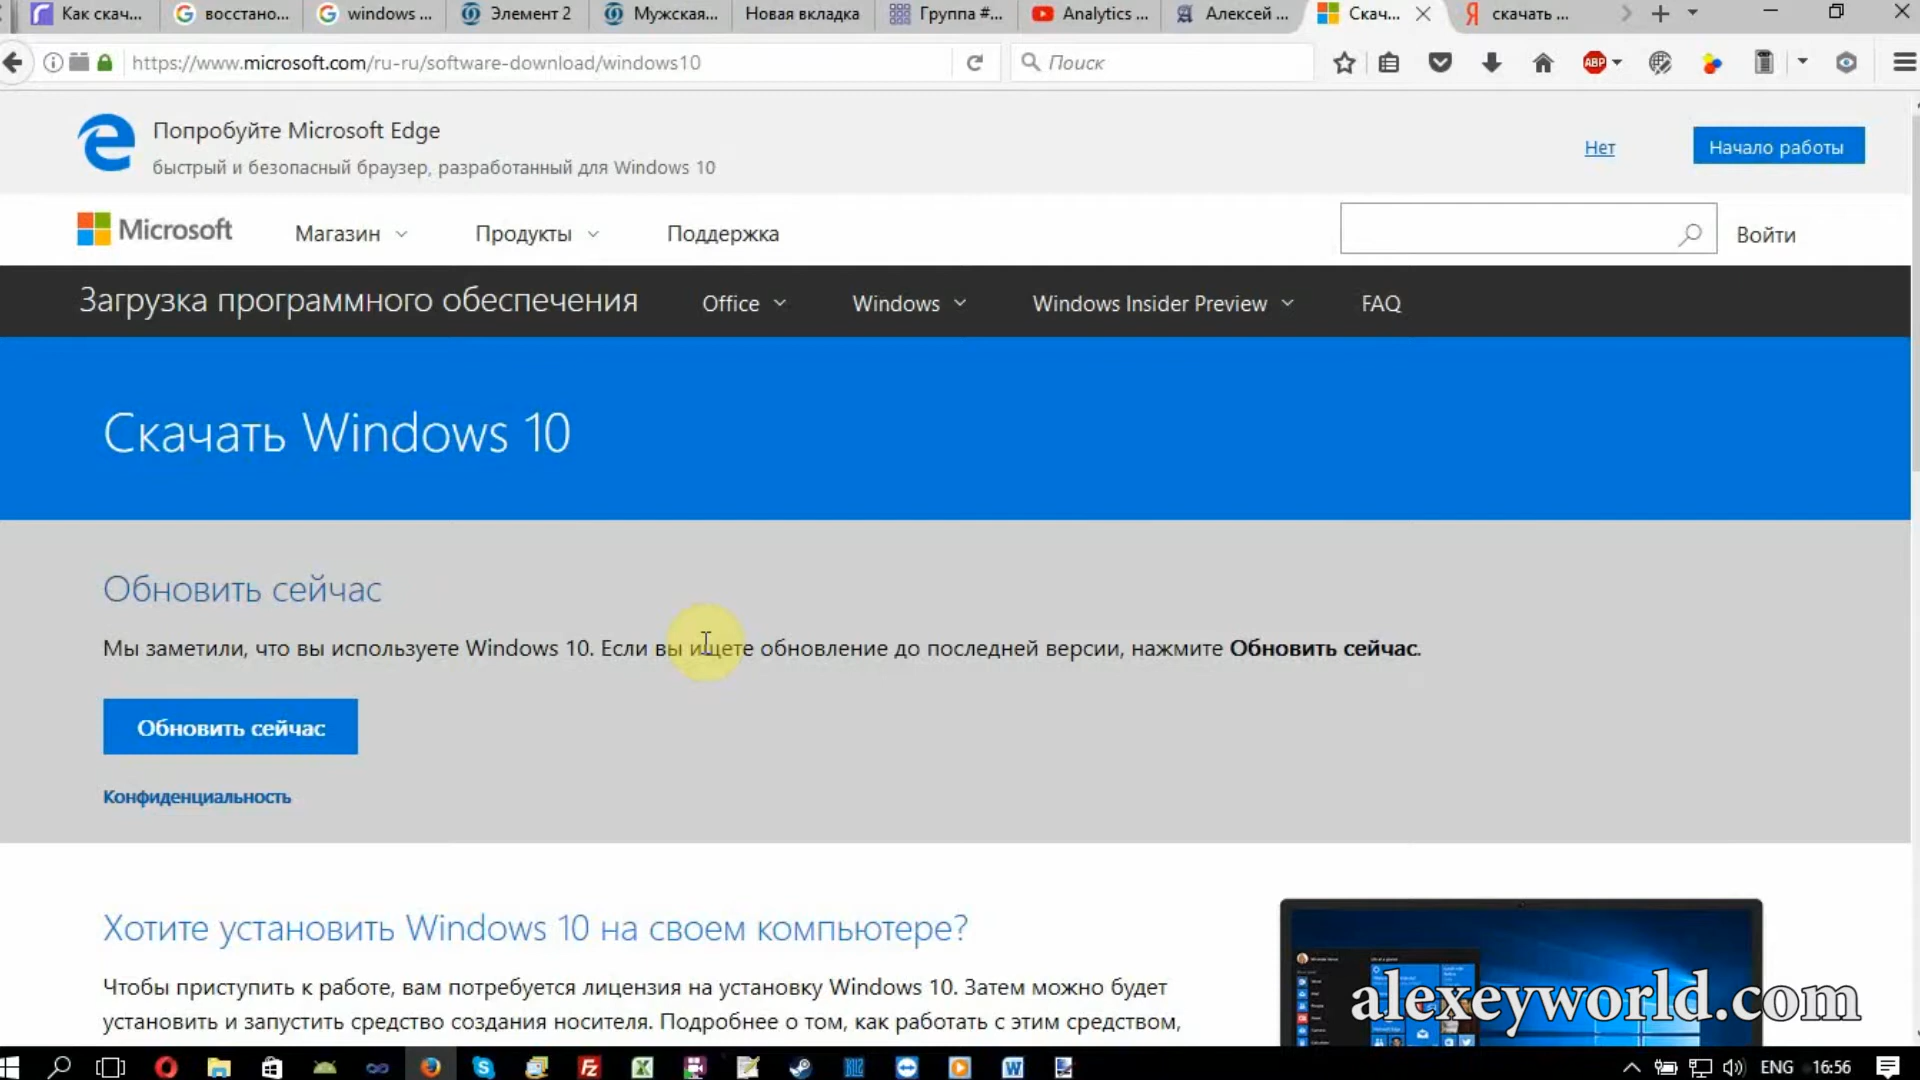 Как скач...
восстано...
windows ...
Элемент 2
Мужская...
Новая вкладка
Группа #...
Analytics ...
Алексей ...
Скач...
скачать ...
https://www.microsoft.com/ru-ru/software-download/windows10
Поиск
ABP
Попробуйте Microsoft Edge
быстрый и безопасный браузер, разработанный для Windows 10
Нет
Начало работы
Microsoft
Магазин
Продукты
Поддержка
Войти
Загрузка программного обеспечения
Office
Windows
Windows Insider Preview
FAQ
Скачать Windows 10
Обновить сейчас
Мы заметили, что вы используете Windows 10. Если вы ищете обновление до последней версии, нажмите Обновить сейчас.
Обновить сейчас
Конфиденциальность
Хотите установить Windows 10 на своем компьютере?
Чтобы приступить к работе, вам потребуется лицензия на установку Windows 10. Затем можно будет
установить и запустить средство создания носителя. Подробнее о том, как работать с этим средством,
alexeyworld.com
ENG
16:56